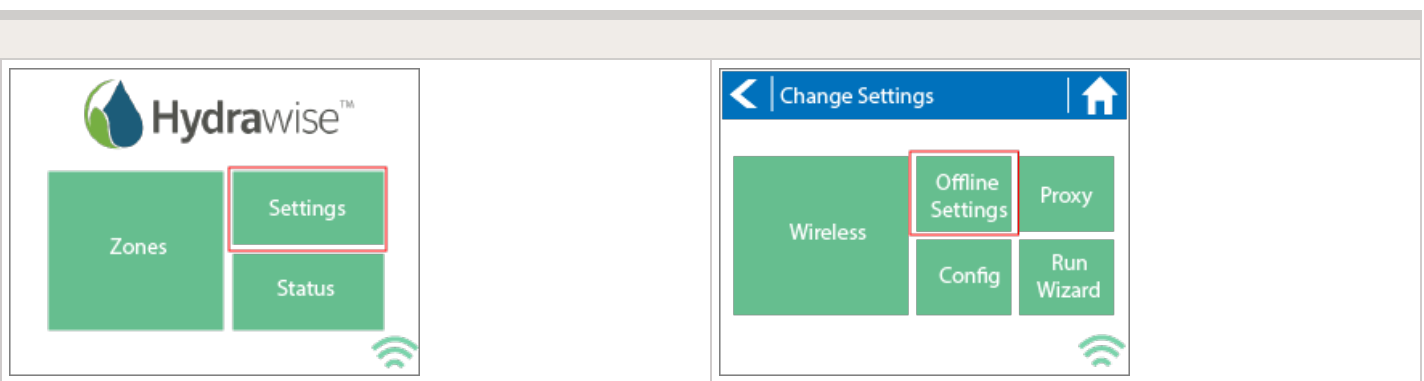 Hydrawise™
Zones
Settings
Status
Change Settings
Wireless
Offline
Settings
Proxy
Config
Run
Wizard